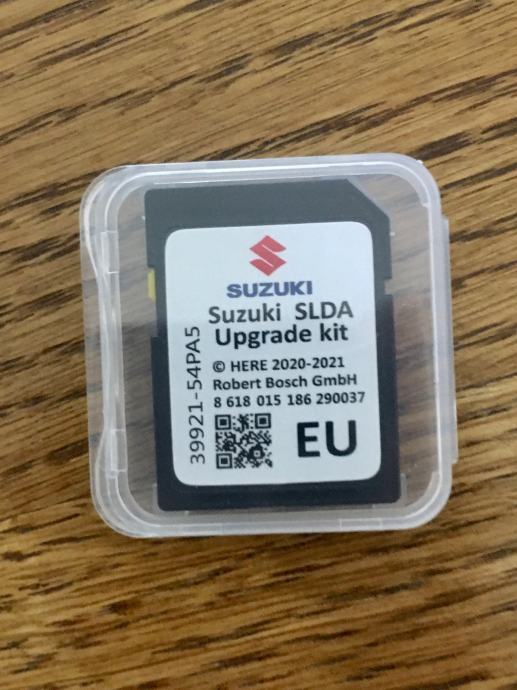 SUZUKI
Suzuki SLDA
Upgrade kit
© HERE 2020-2021
Robert Bosch GmbH
8 618 015 186 290037
EU
39921-54PA5